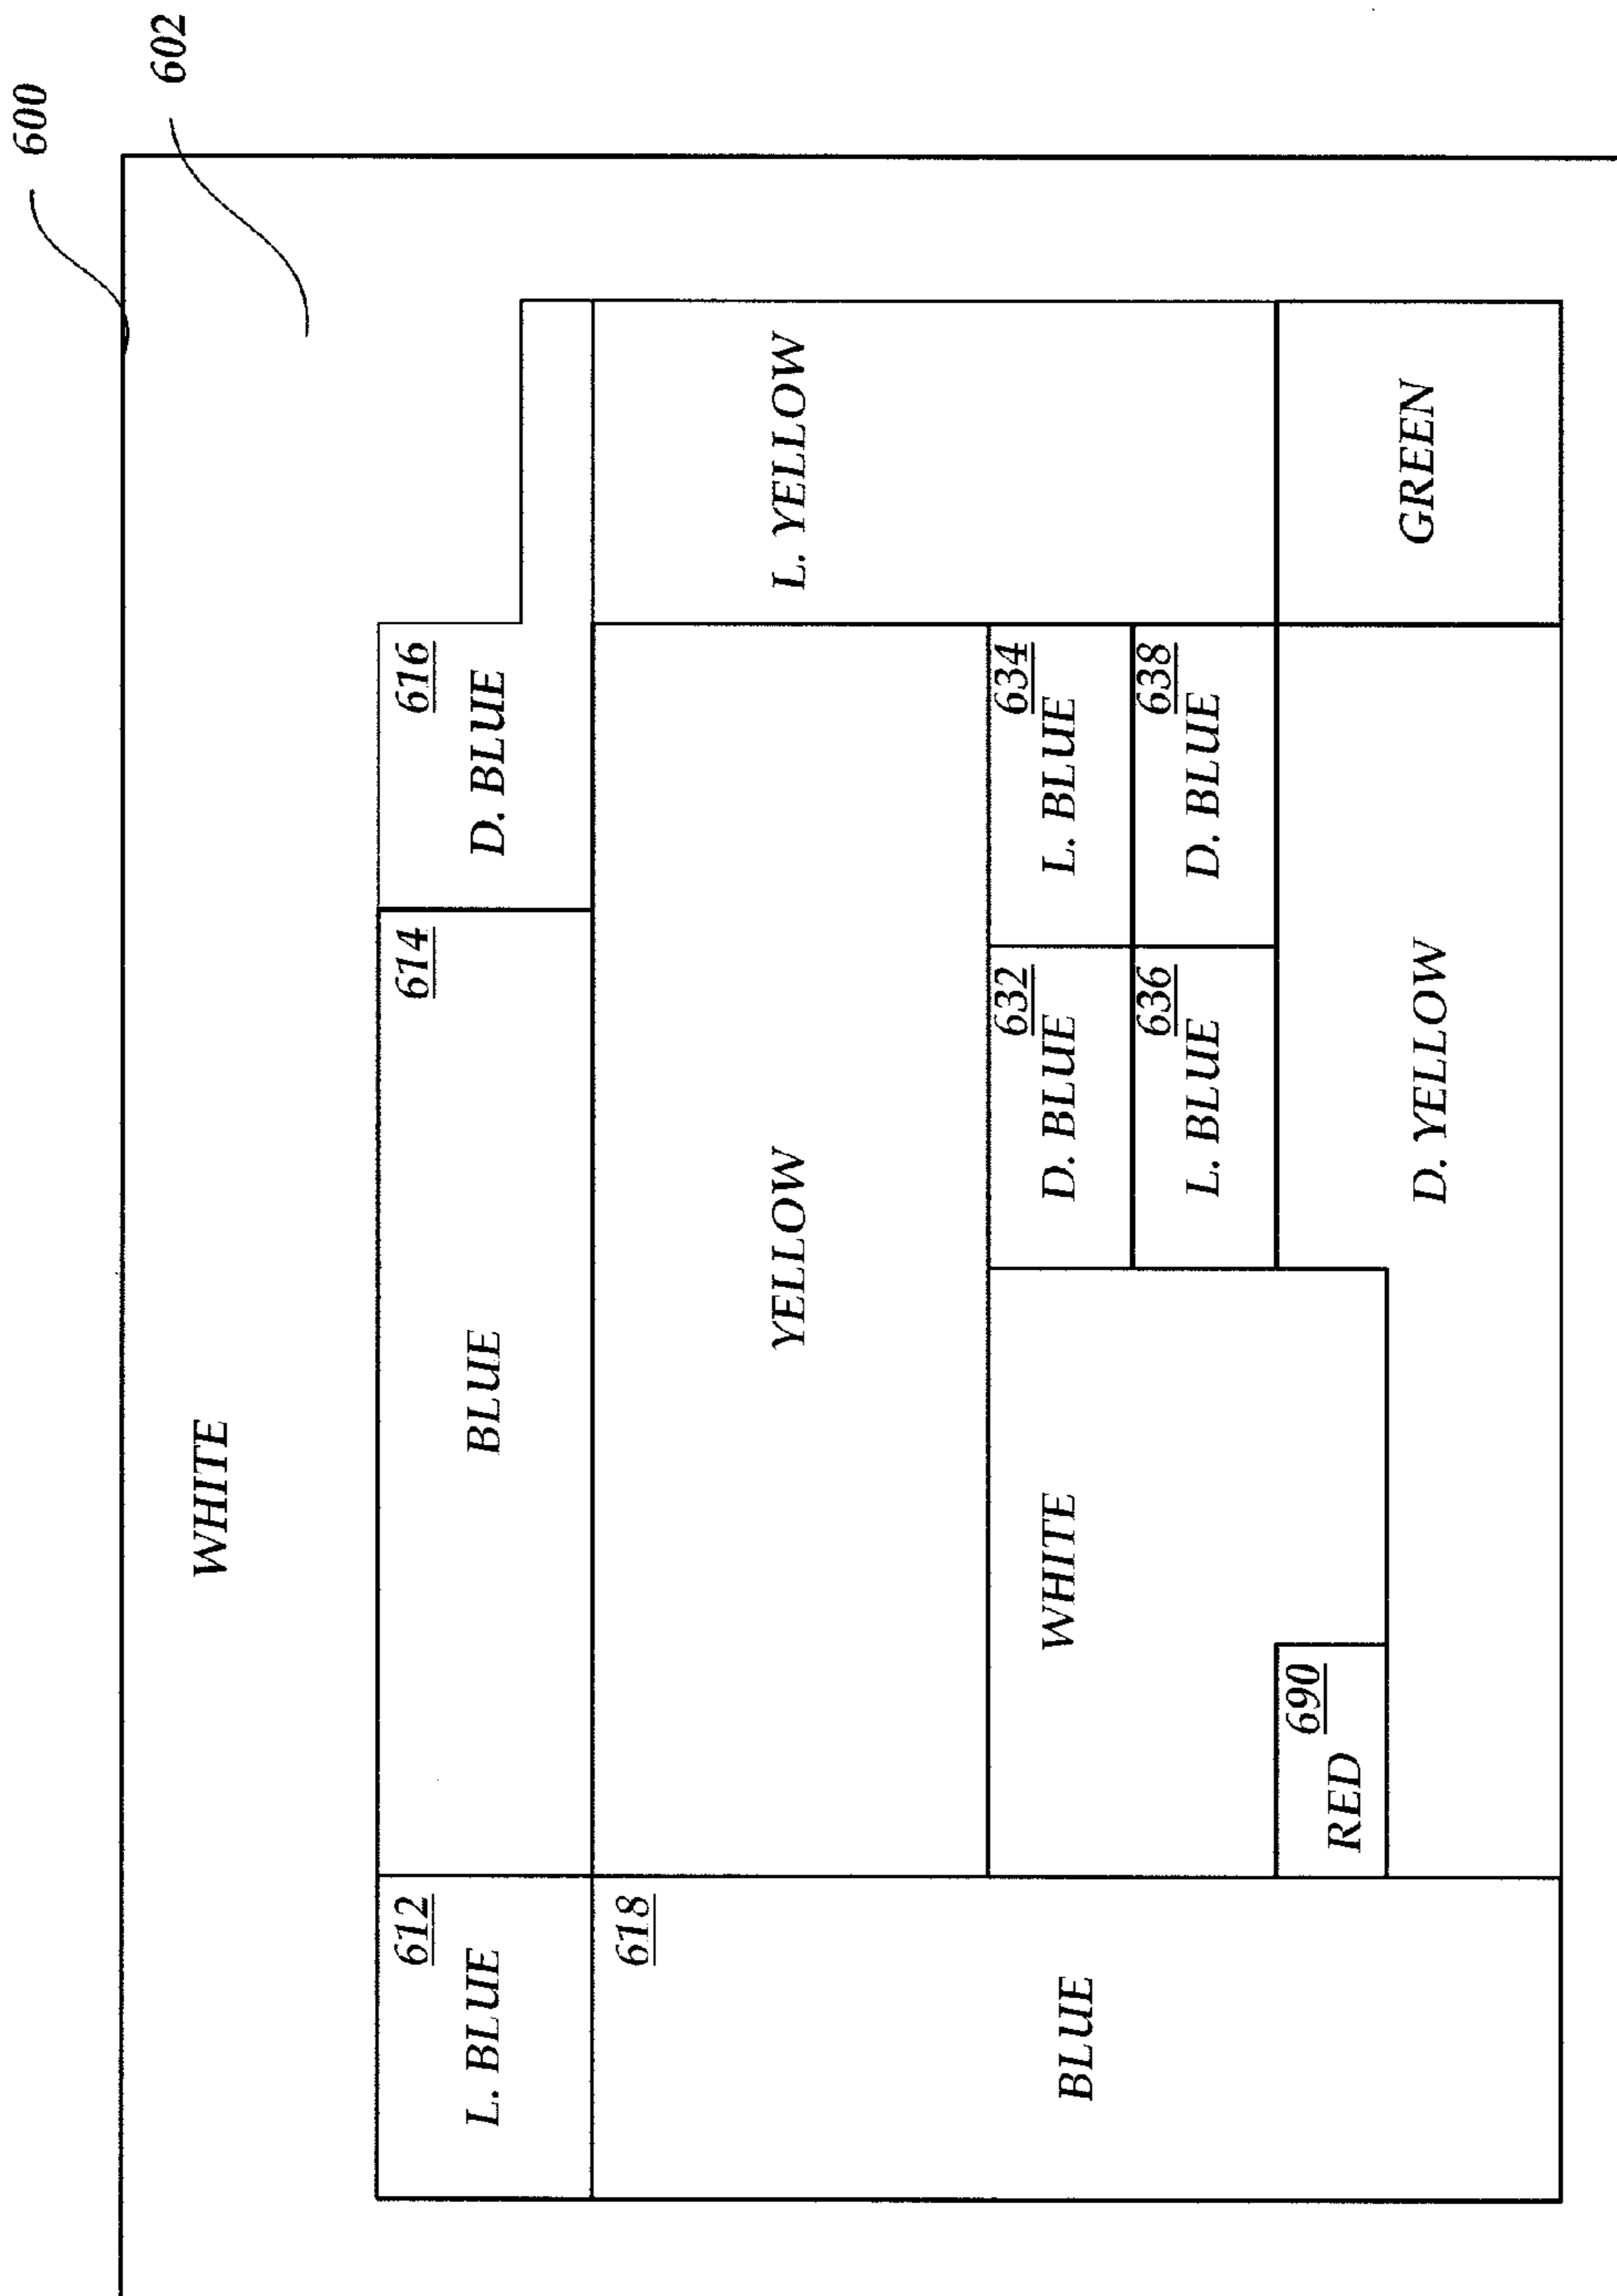 600
602
WHITE
612
L. BLUE
614
BLUE
616
D. BLUE
618
BLUE
YELLOW
L. YELLOW
WHITE
632
D. BLUE
634
L. BLUE
636
L. BLUE
638
D. BLUE
690
RED
D. YELLOW
GREEN